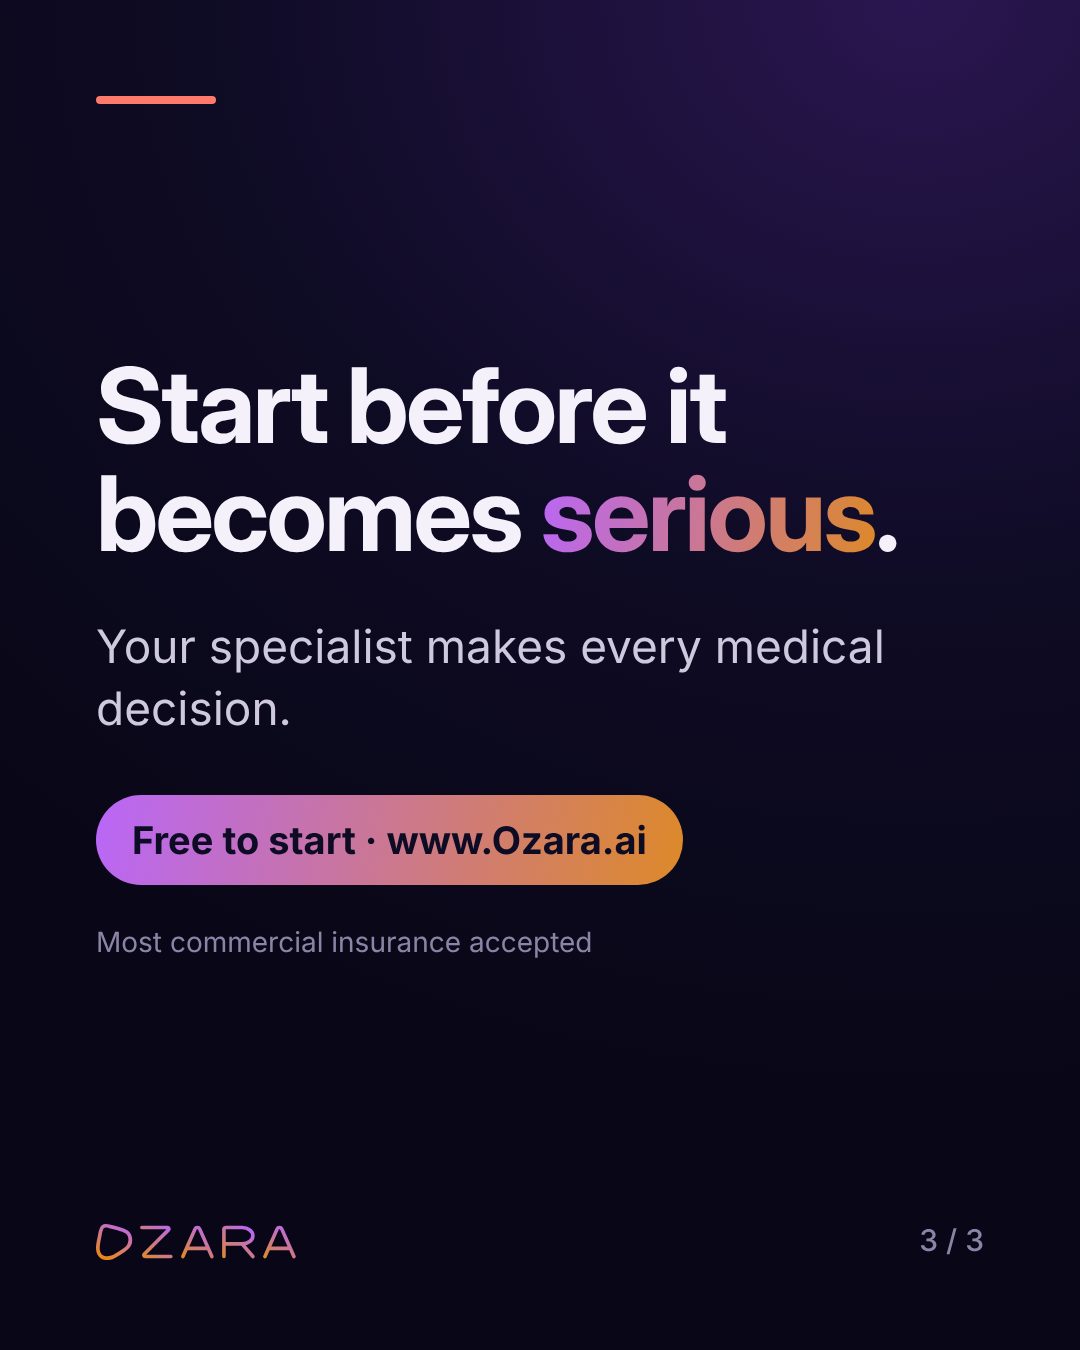 Start before it
becomes serious.
Your specialist makes every medical
decision.
Free to start · www.Ozara.ai
Most commercial insurance accepted
OZARA
3 / 3